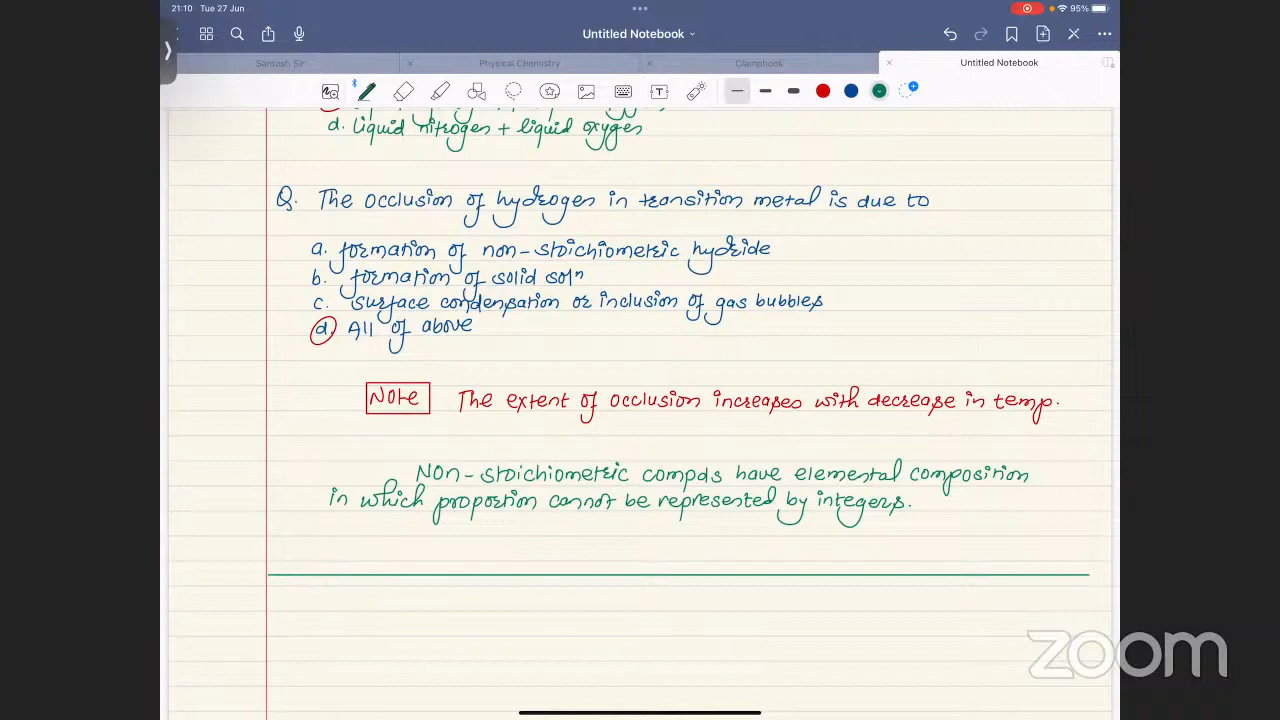 21:10 Tue 27 Jun
95%
Untitled Notebook
Santosh Sir
Physical Chemistry
Clamphook
Untitled Notebook
d. liquid nitrogen + liquid oxygen
Q. The occlusion of hydrogen in transition metal is due to
a. formation of non-stoichiometric hydride
b. formation of solid solⁿ
c. surface condensation or inclusion of gas bubbles
d. All of above
Note The extent of occlusion increases with decrease in temp.
Non-stoichiometric compds have elemental composition
in which proportion cannot be represented by integers.
zoom